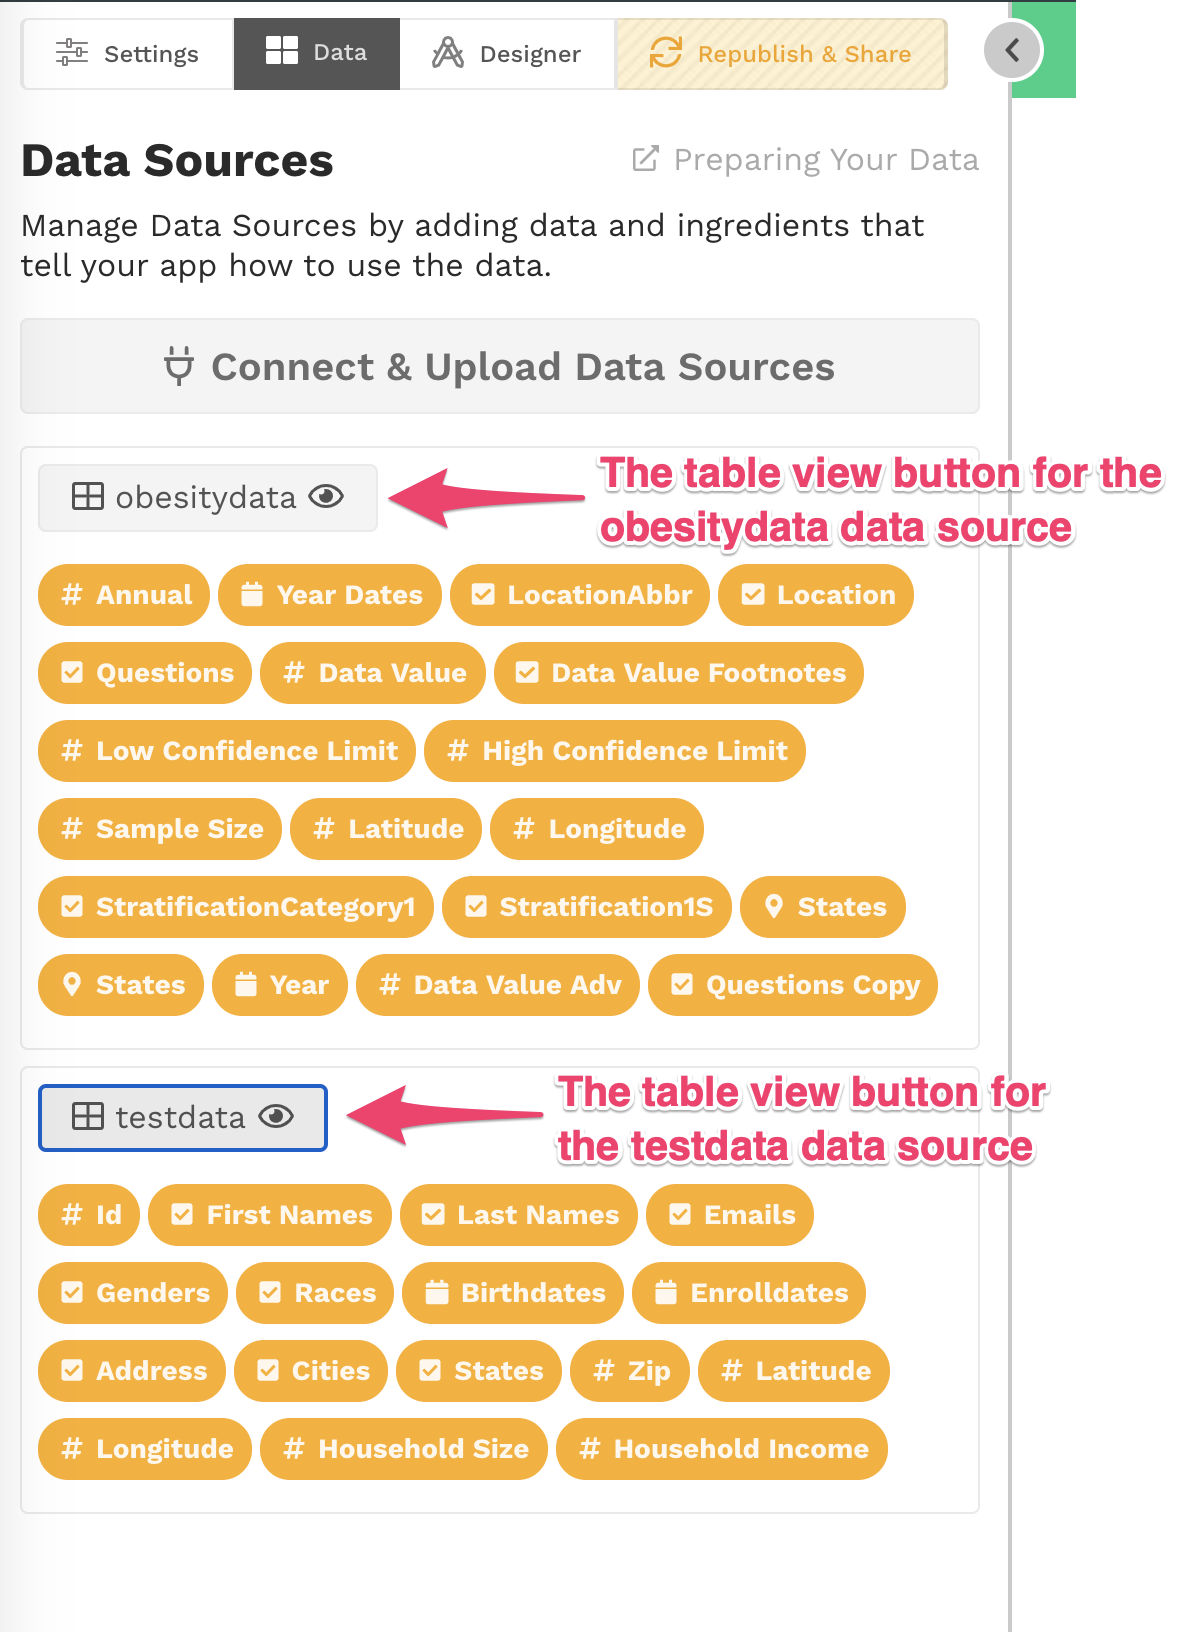 Settings Data Designer Republish & Share
Data Sources Preparing Your Data
Manage Data Sources by adding data and ingredients that
tell your app how to use the data.
Connect & Upload Data Sources
obesitydata
The table view button for the
obesitydata data source
# Annual Year Dates LocationAbbr Location
Questions # Data Value Data Value Footnotes
# Low Confidence Limit # High Confidence Limit
# Sample Size # Latitude # Longitude
StratificationCategory1 Stratification1S States
States Year # Data Value Adv Questions Copy
testdata
The table view button for
the testdata data source
# Id First Names Last Names Emails
Genders Races Birthdates Enrolldates
Address Cities States # Zip # Latitude
# Longitude # Household Size # Household Income